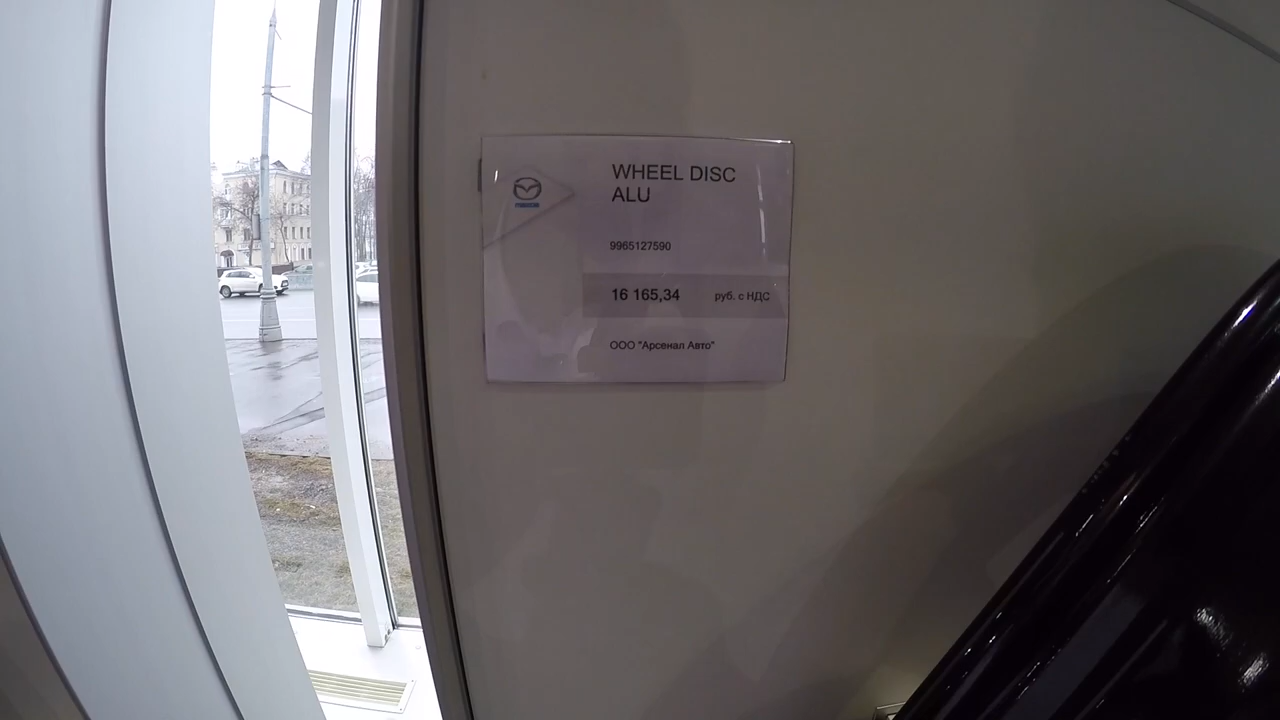 WHEEL DISC
ALU
9965127590
16 165,34 руб. с НДС
ООО "Арсенал Авто"